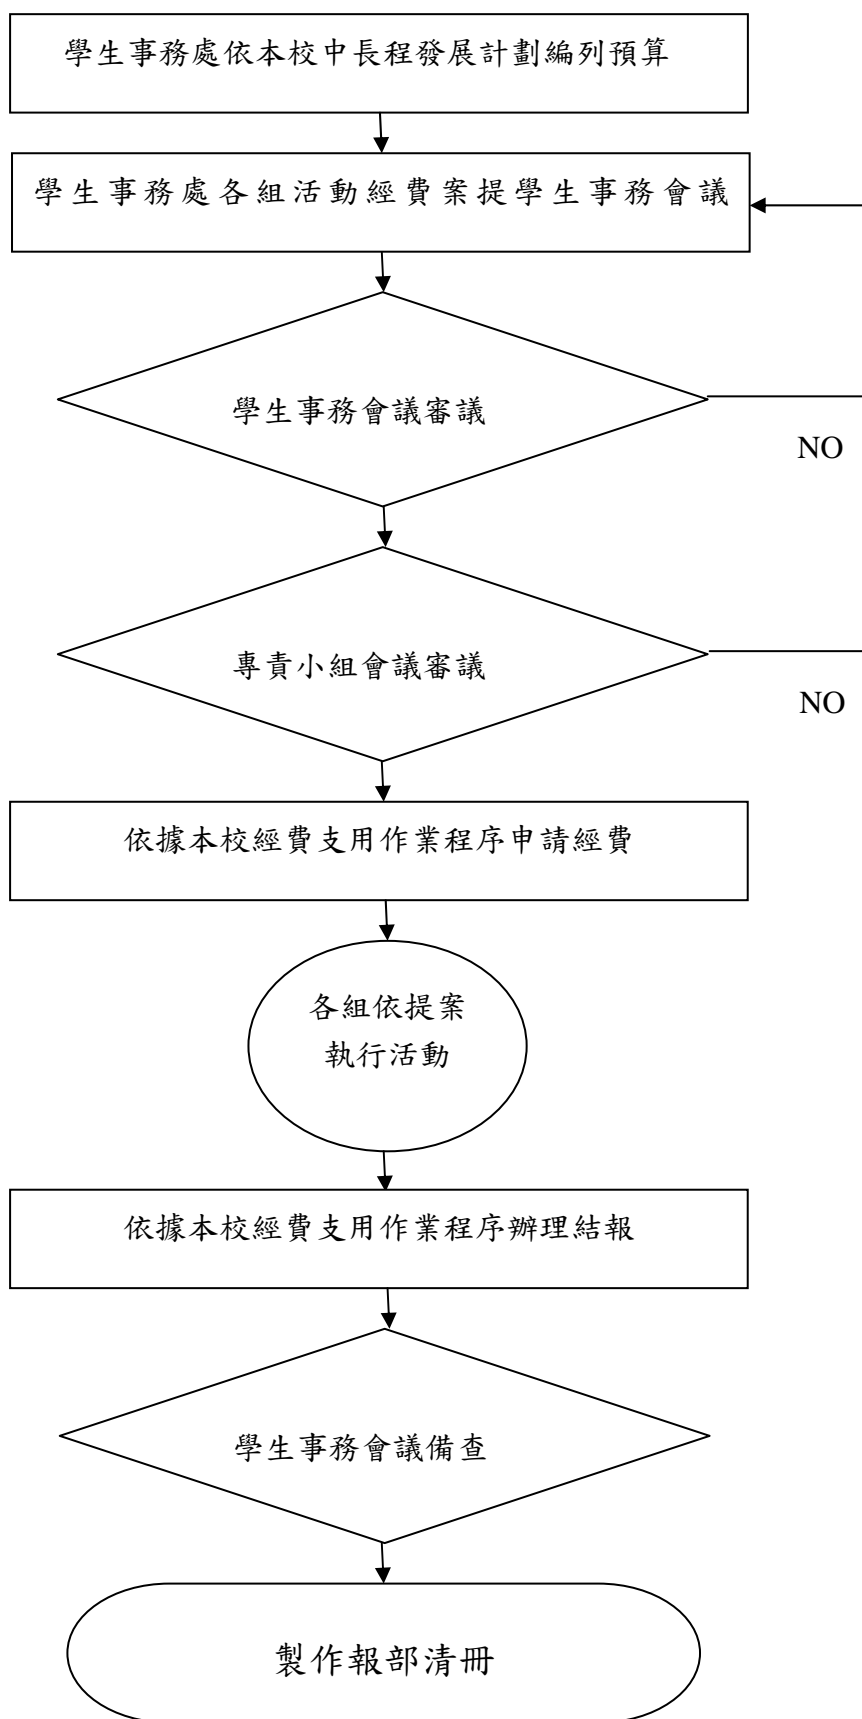 學生事務處依本校中長程發展計劃編列預算
學生事務處各組活動經費案提學生事務會議
學生事務會議審議
NO
專責小組會議審議
NO
依據本校經費支用作業程序申請經費
各組依提案
執行活動
依據本校經費支用作業程序辦理結報
學生事務會議備查
製作報部清冊